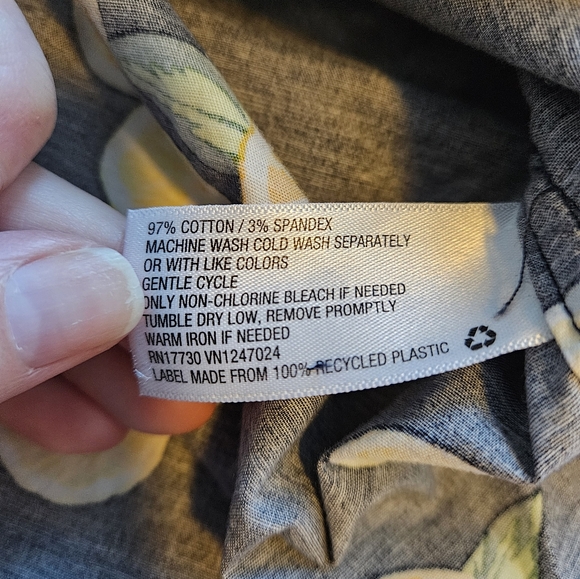 97% COTTON / 3% SPANDEX
MACHINE WASH COLD WASH SEPARATELY
OR WITH LIKE COLORS
GENTLE CYCLE
ONLY NON-CHLORINE BLEACH IF NEEDED
TUMBLE DRY LOW, REMOVE PROMPTLY
WARM IRON IF NEEDED
RN17730 VN1247024
LABEL MADE FROM 100% RECYCLED PLASTIC